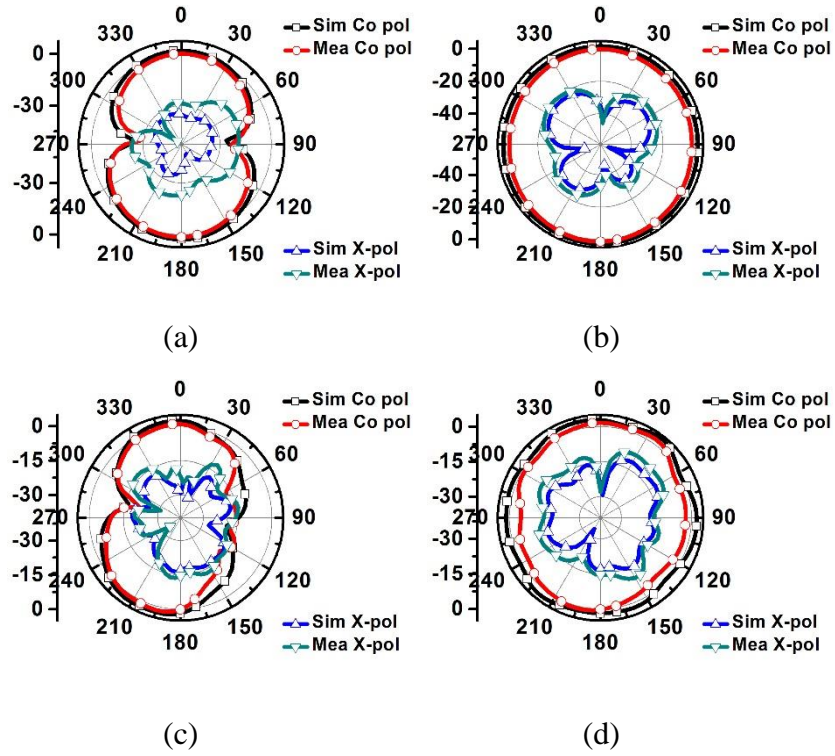 0
330 30
300 60
270 90
240 120
210 150
180
0
-30
-30
0
Sim Co pol
Mea Co pol
Sim X-pol
Mea X-pol
(a)
0
330 30
300 60
270 90
240 120
210 150
180
0
-20
-40
-40
-20
0
Sim Co pol
Mea Co pol
Sim X-pol
Mea X-pol
(b)
0
330 30
300 60
270 90
240 120
210 150
180
0
-15
-30
-30
-15
0
Sim Co pol
Mea Co pol
Sim X-pol
Mea X-pol
(c)
0
330 30
300 60
270 90
240 120
210 150
180
0
-15
-30
-30
-15
0
Sim Co pol
Mea Co pol
Sim X-pol
Mea X-pol
(d)